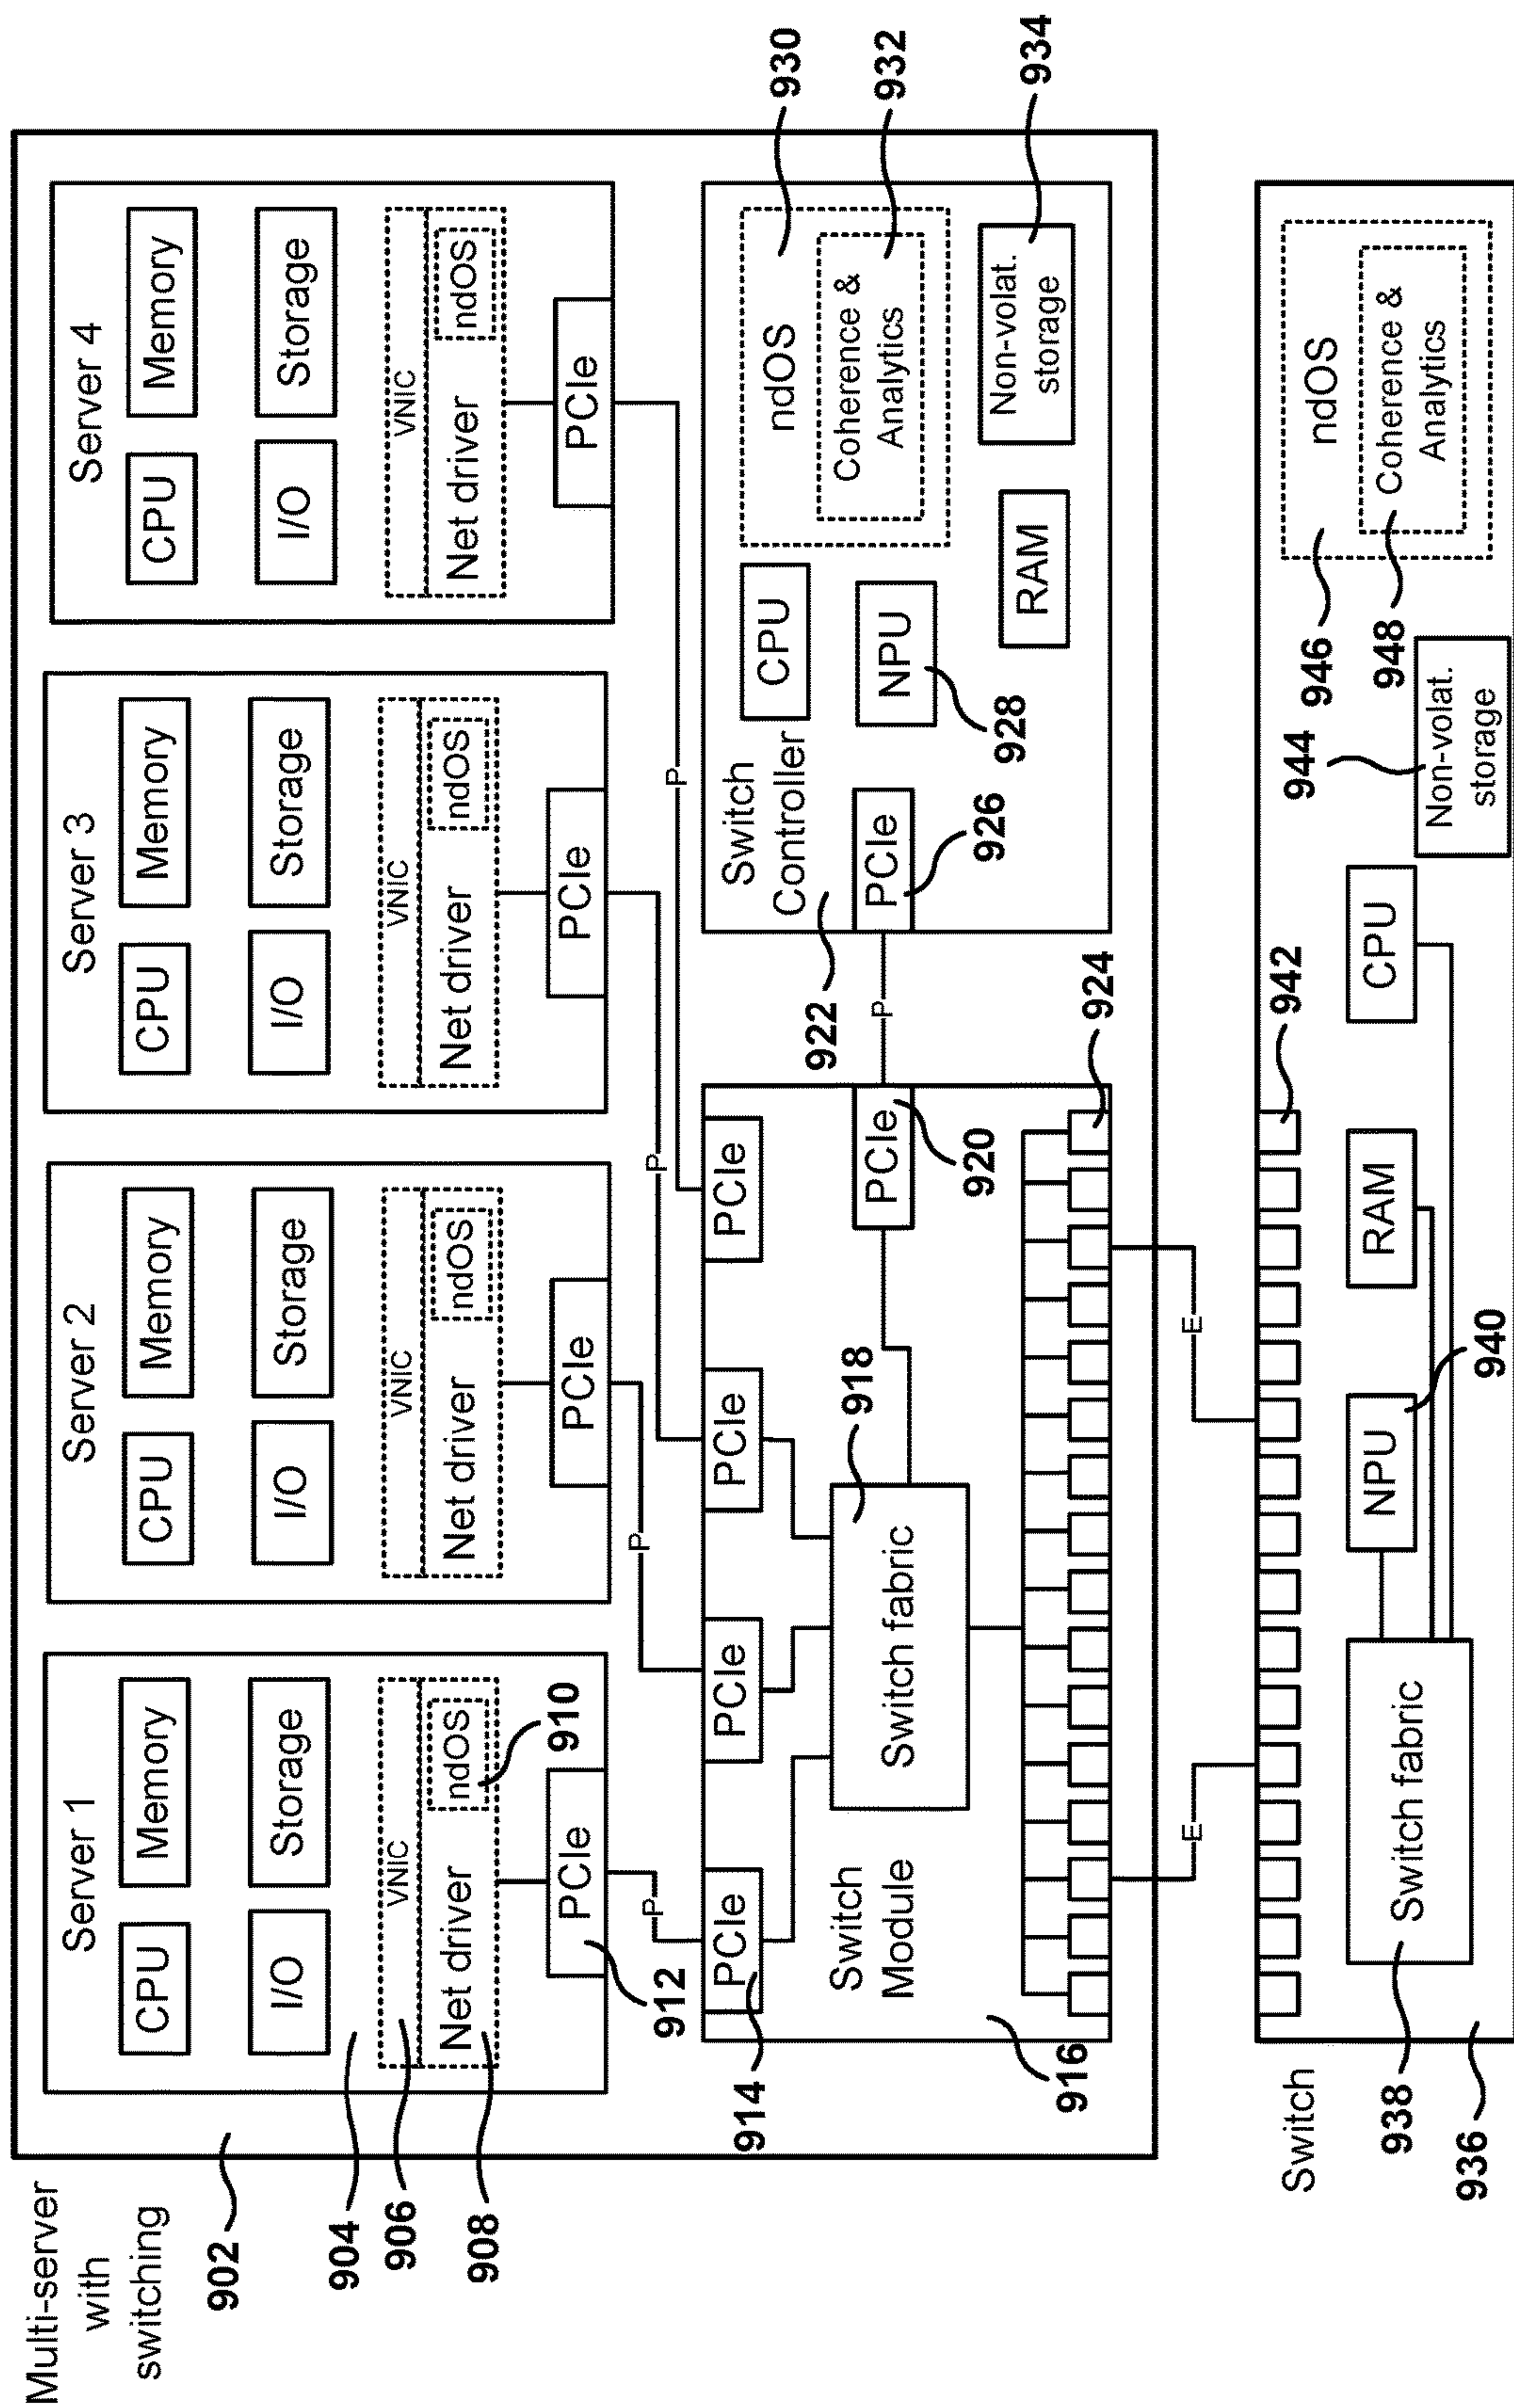 Multi-server
with
switching
902
904
906
908
Server 1
CPU
Memory
I/O
Storage
VNIC
Net driver
ndOS
910
PCIe
912
Server 2
CPU
Memory
I/O
Storage
VNIC
Net driver
ndOS
PCIe
Server 3
CPU
Memory
I/O
Storage
VNIC
Net driver
ndOS
PCIe
Server 4
CPU
Memory
I/O
Storage
VNIC
Net driver
ndOS
PCIe
P
P
P
P
914
PCIe
PCIe
PCIe
PCIe
Switch
Module
916
Switch fabric
918
PCIe
920
924
P
922
Switch
Controller
CPU
PCIe
926
NPU
928
RAM
ndOS
930
Coherence &
Analytics
932
Non-volat.
storage
934
E
E
Switch
936
938
Switch fabric
NPU
940
RAM
CPU
942
944
Non-volat.
storage
946
ndOS
948
Coherence &
Analytics